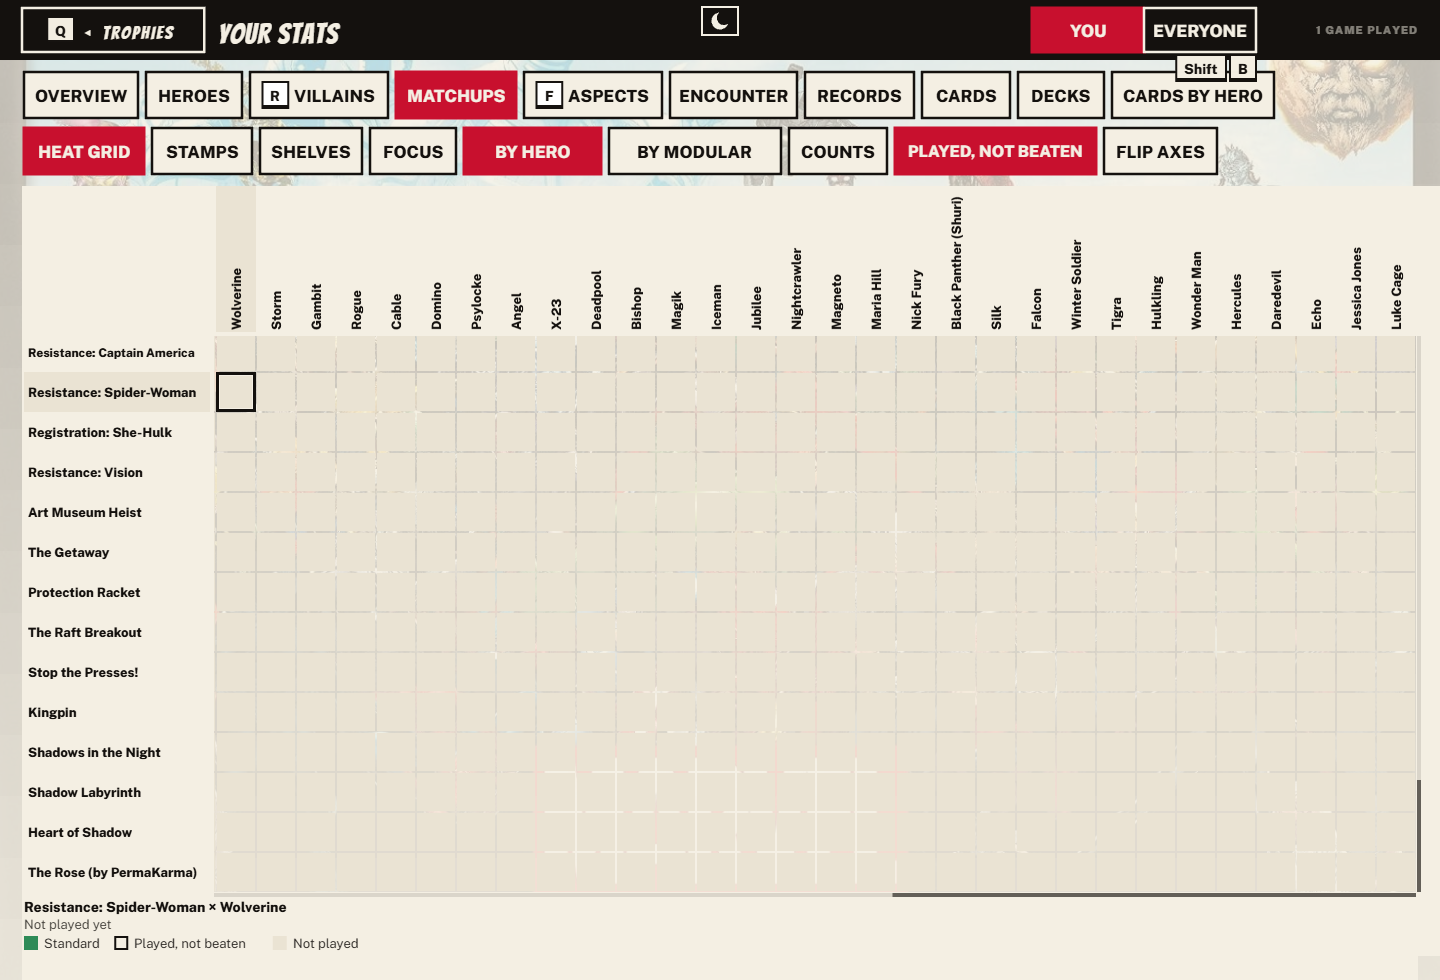 Q ◂ TROPHIES YOUR STATS YOU EVERYONE 1 GAME PLAYED
Shift B
OVERVIEW HEROES R VILLAINS MATCHUPS F ASPECTS ENCOUNTER RECORDS CARDS DECKS CARDS BY HERO
HEAT GRID STAMPS SHELVES FOCUS BY HERO BY MODULAR COUNTS PLAYED, NOT BEATEN FLIP AXES
Wolverine
Storm
Gambit
Rogue
Cable
Domino
Psylocke
Angel
X-23
Deadpool
Bishop
Magik
Iceman
Jubilee
Nightcrawler
Magneto
Maria Hill
Nick Fury
Black Panther (Shuri)
Silk
Falcon
Winter Soldier
Tigra
Hulkling
Wonder Man
Hercules
Daredevil
Echo
Jessica Jones
Luke Cage
Resistance: Captain America
Resistance: Spider-Woman
Registration: She-Hulk
Resistance: Vision
Art Museum Heist
The Getaway
Protection Racket
The Raft Breakout
Stop the Presses!
Kingpin
Shadows in the Night
Shadow Labyrinth
Heart of Shadow
The Rose (by PermaKarma)
Resistance: Spider-Woman × Wolverine
Not played yet
Standard Played, not beaten Not played